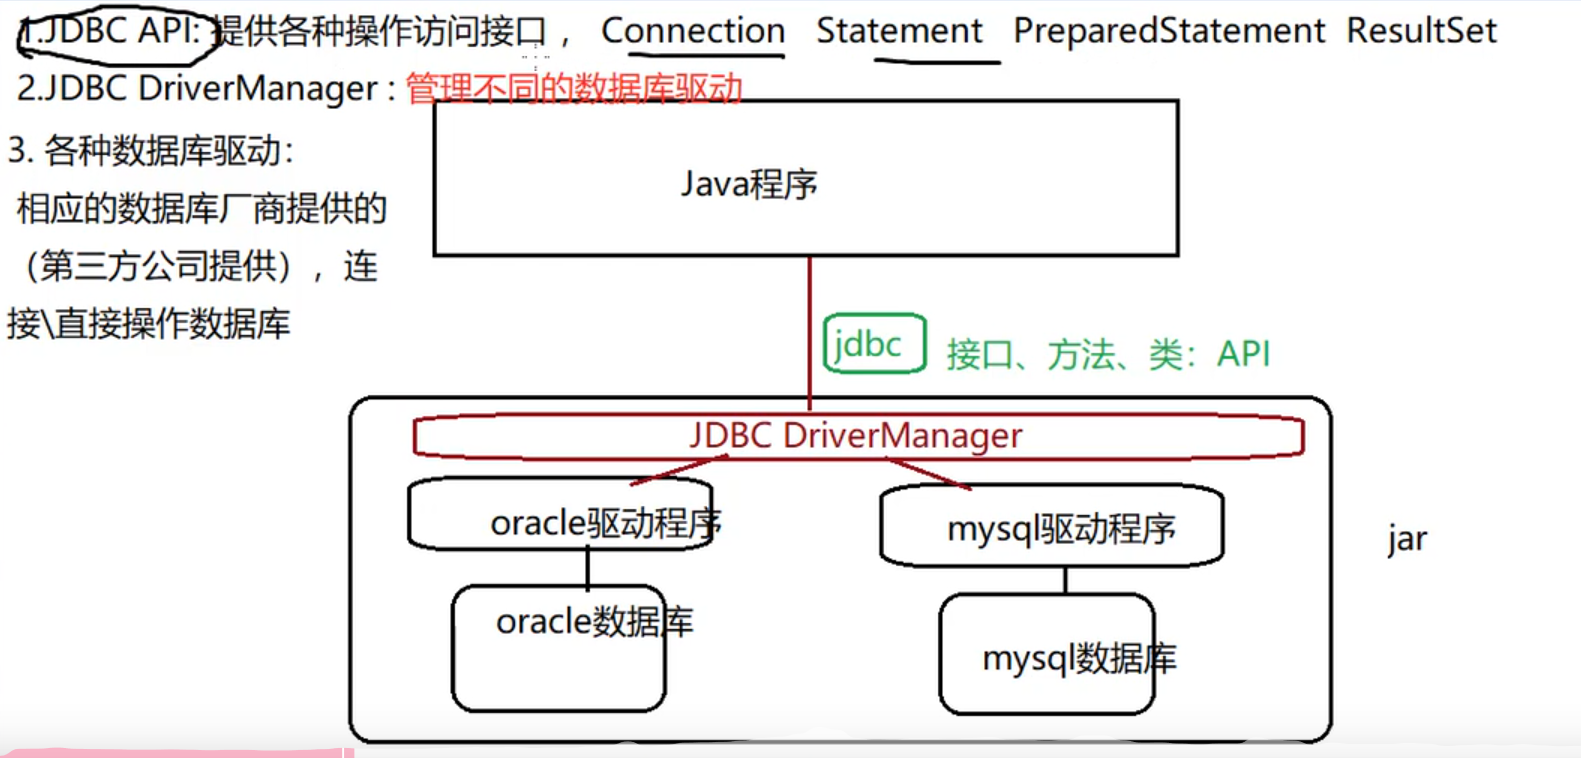 1.JDBC API: 提供各种操作访问接口， Connection Statement PreparedStatement ResultSet
2.JDBC DriverManager : 管理不同的数据库驱动
3. 各种数据库驱动：
相应的数据库厂商提供的
（第三方公司提供），连
接\直接操作数据库
Java程序
jdbc 接口、方法、类：API
JDBC DriverManager
oracle驱动程序 mysql驱动程序 jar
oracle数据库 mysql数据库